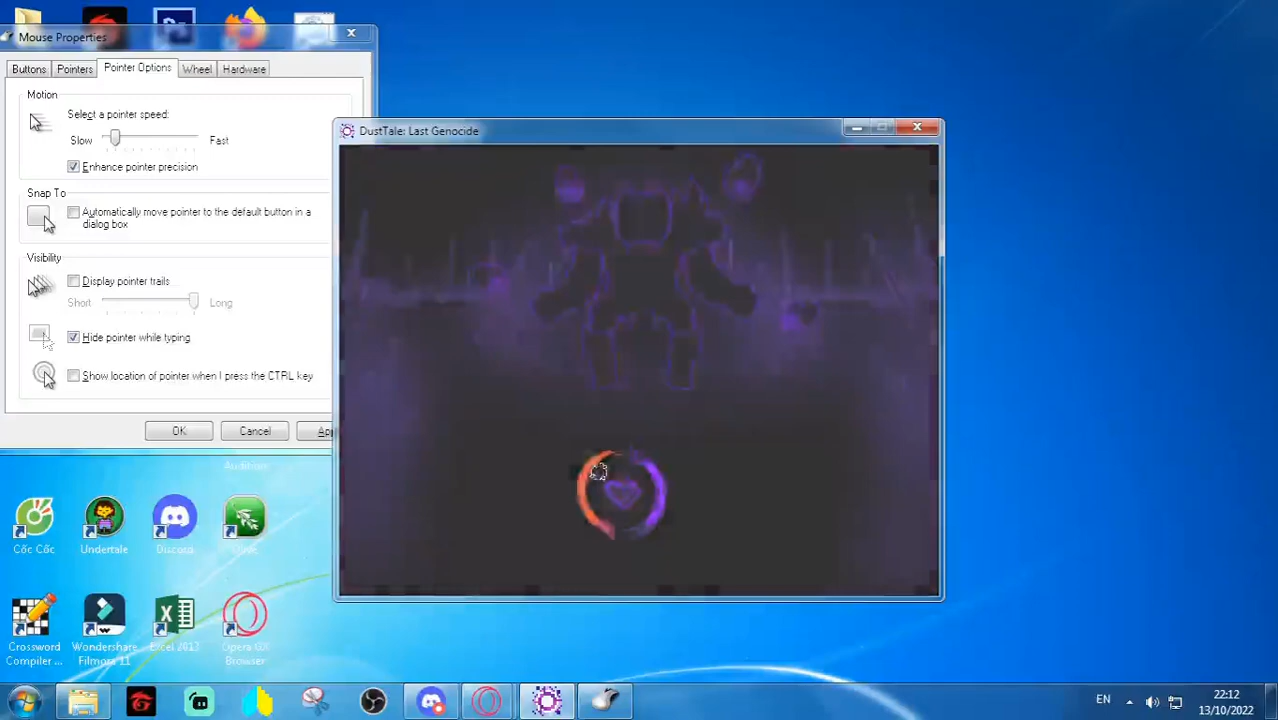 Mouse Properties
Buttons
Pointers
Pointer Options
Wheel
Hardware
Motion
Select a pointer speed:
Slow
Fast
Enhance pointer precision
Snap To
Automatically move pointer to the default button in a
dialog box
Visibility
Display pointer trails
Short
Long
Hide pointer while typing
Show location of pointer when I press the CTRL key
OK
Cancel
DustTale: Last Genocide
Cốc Cốc
Undertale
Discord
Crossword
Compiler ...
Wondershare
Filmora 11
Excel 2013
Opera GX
Browser
EN
22:12
13/10/2022